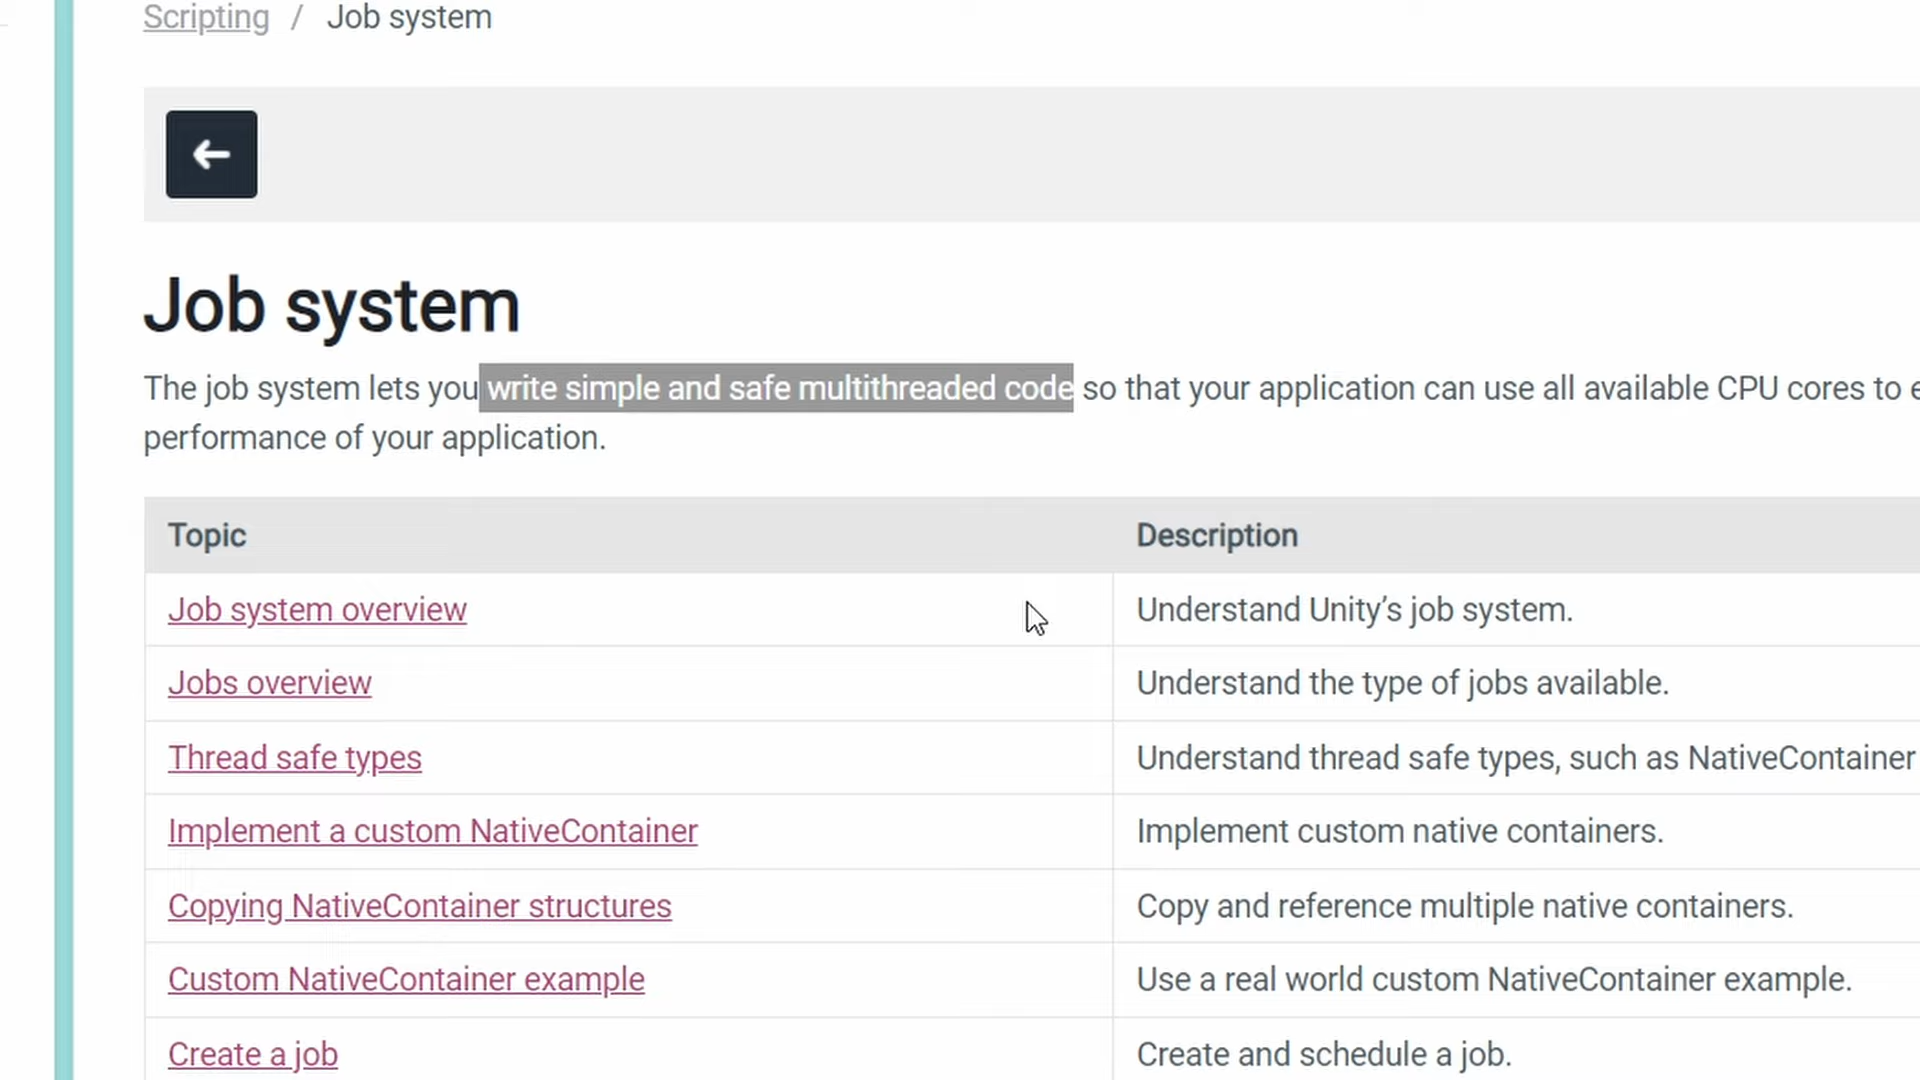 Scripting / Job system
Job system
The job system lets you write simple and safe multithreaded code so that your application can use all available CPU cores to
performance of your application.
Topic Description
Job system overview Understand Unity’s job system.
Jobs overview Understand the type of jobs available.
Thread safe types Understand thread safe types, such as NativeContainer
Implement a custom NativeContainer Implement custom native containers.
Copying NativeContainer structures Copy and reference multiple native containers.
Custom NativeContainer example Use a real world custom NativeContainer example.
Create a job Create and schedule a job.